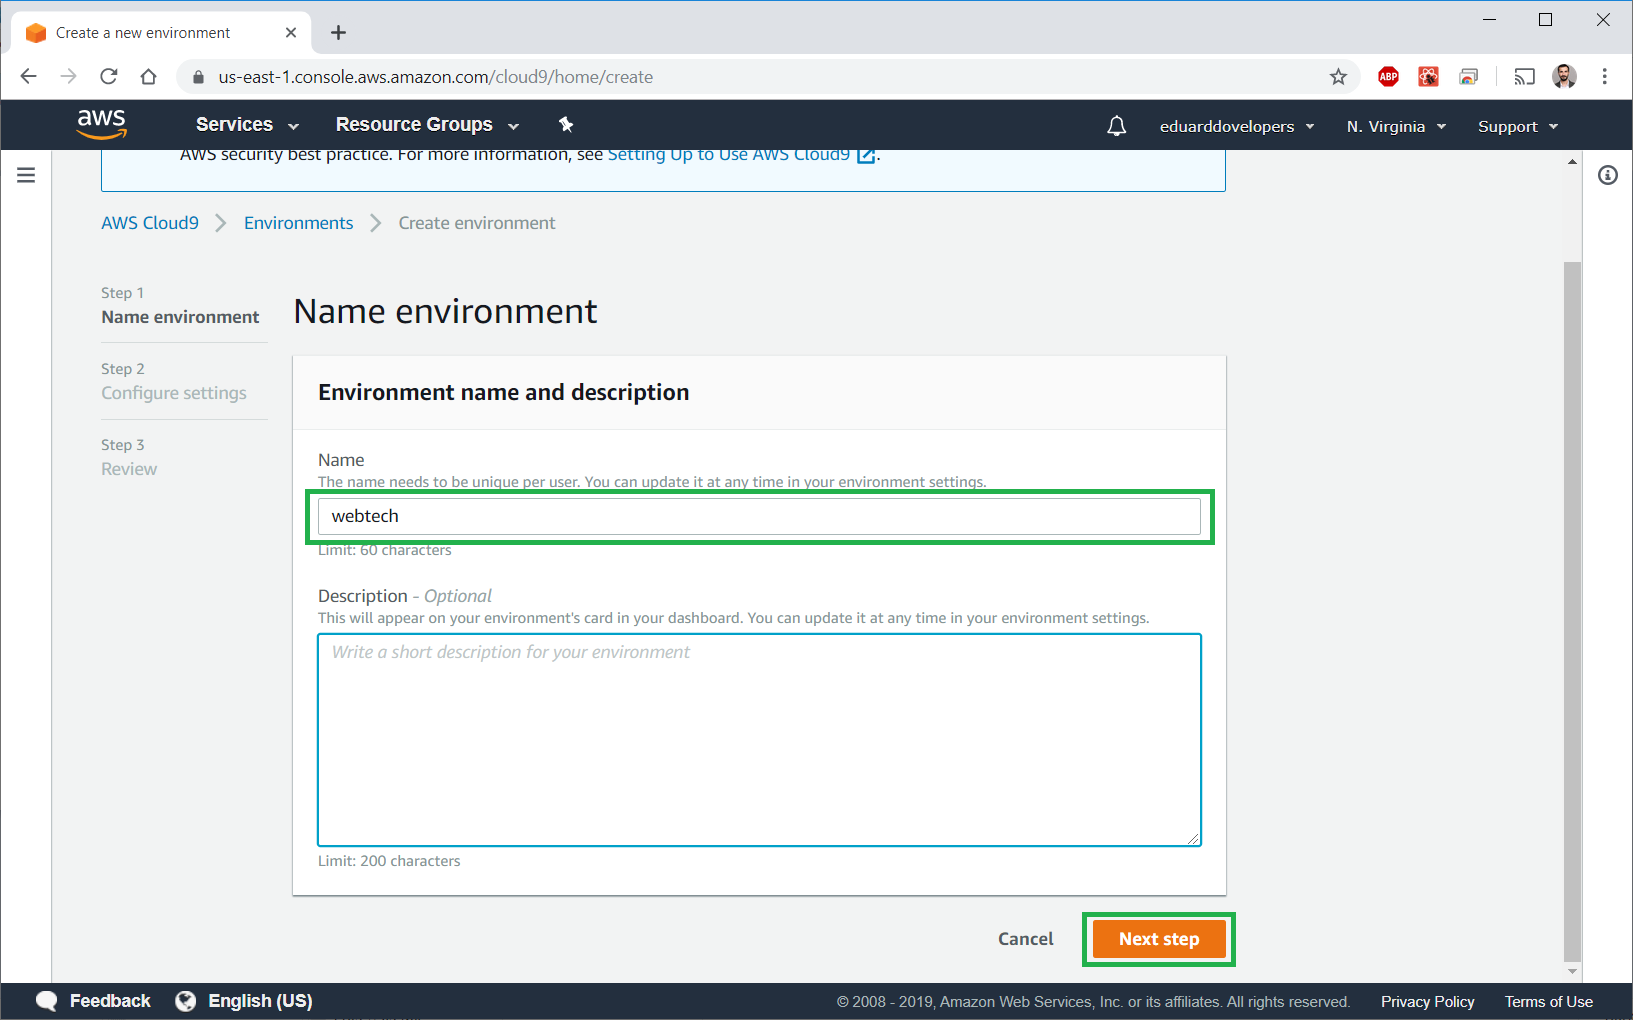 Create a new environment
us-east-1.console.aws.amazon.com/cloud9/home/create
ABP
aws
Services
Resource Groups
eduarddovelopers
N. Virginia
Support
AWS security best practice. For more information, see Setting Up to Use AWS Cloud9.
AWS Cloud9 > Environments > Create environment
Step 1
Name environment
Step 2
Configure settings
Step 3
Review
Name environment
Environment name and description
Name
The name needs to be unique per user. You can update it at any time in your environment settings.
webtech
Limit: 60 characters
Description - Optional
This will appear on your environment's card in your dashboard. You can update it at any time in your environment settings.
Write a short description for your environment
Limit: 200 characters
Cancel
Next step
Feedback
English (US)
© 2008 - 2019, Amazon Web Services, Inc. or its affiliates. All rights reserved.
Privacy Policy
Terms of Use